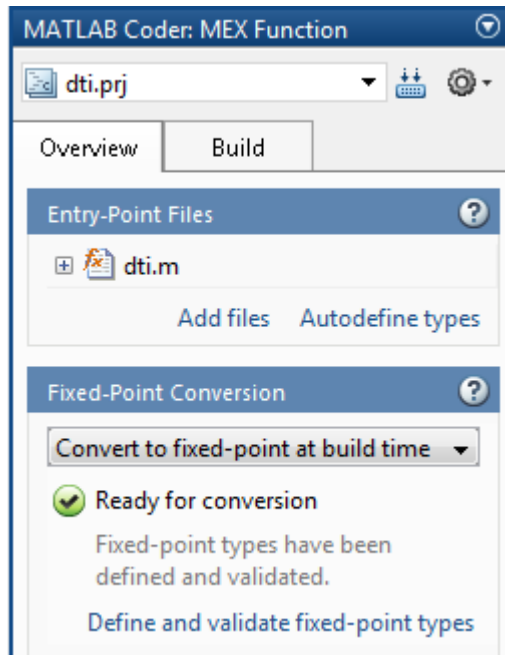 MATLAB Coder: MEX Function
dti.prj
Overview Build
Entry-Point Files ?
dti.m
Add files Autodefine types
Fixed-Point Conversion ?
Convert to fixed-point at build time
Ready for conversion
Fixed-point types have been
defined and validated.
Define and validate fixed-point types